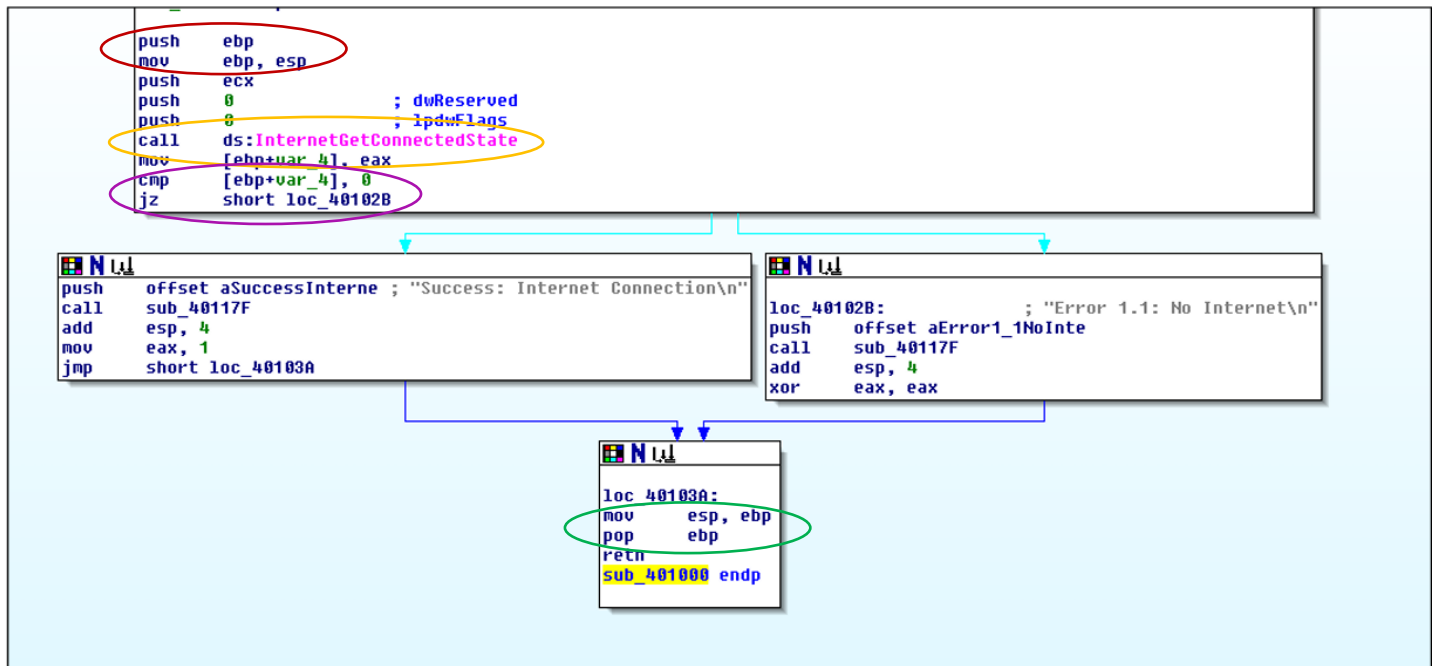 push ebp
mov ebp, esp
push ecx
push 0 ; dwReserved
push 0 ; lpdwFlags
call ds:InternetGetConnectedState
mov [ebp+var_4], eax
cmp [ebp+var_4], 0
jz short loc_40102B
N
push offset aSuccessInterne ; "Success: Internet Connection\n"
call sub_40117F
add esp, 4
mov eax, 1
jmp short loc_40103A
N
loc_40102B: ; "Error 1.1: No Internet\n"
push offset aError1_1NoInte
call sub_40117F
add esp, 4
xor eax, eax
N
loc_40103A:
mov esp, ebp
pop ebp
retn
sub_401000 endp